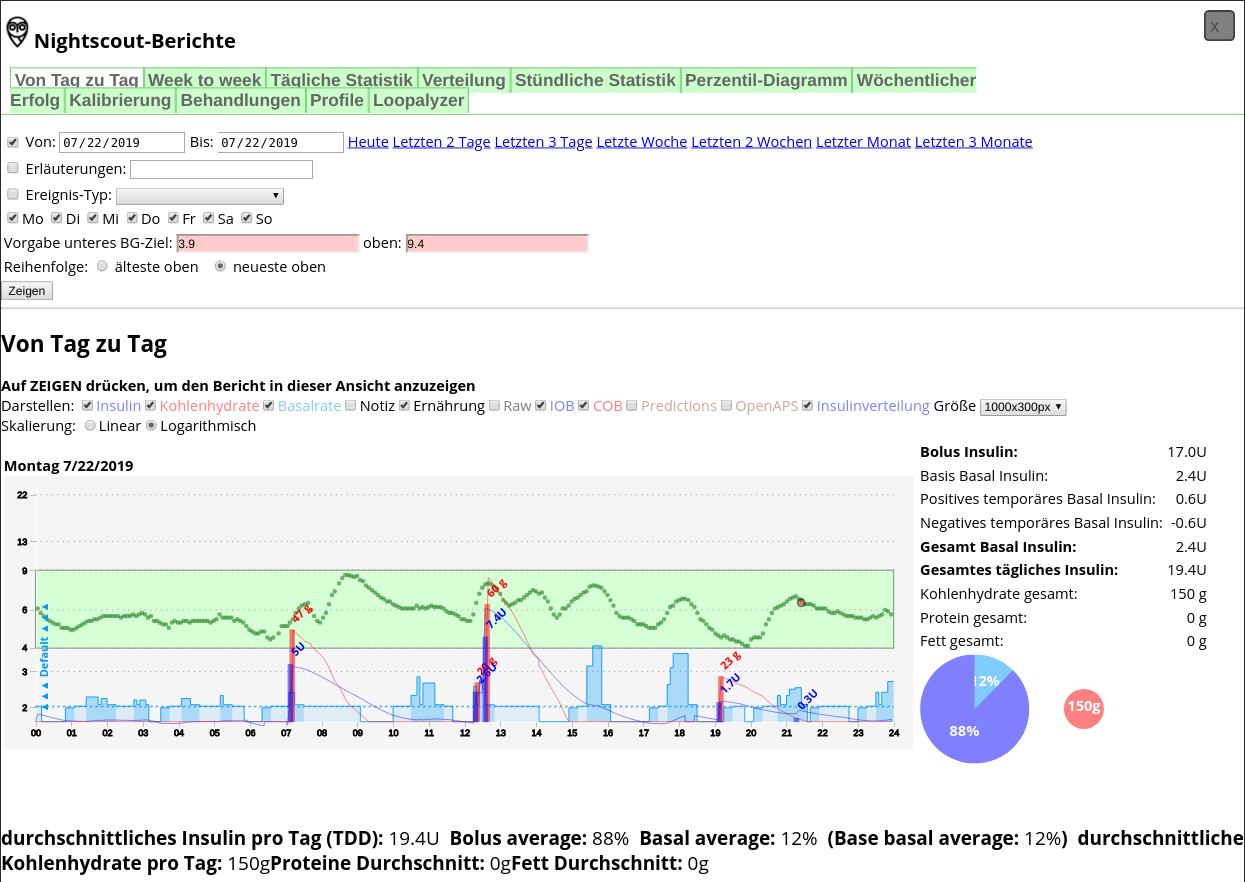 Nightscout-Berichte
X
Von Tag zu Tag Week to week Tägliche Statistik Verteilung Stündliche Statistik Perzentil-Diagramm Wöchentlicher
Erfolg Kalibrierung Behandlungen Profile Loopalyzer
Von: 07/22/2019 Bis: 07/22/2019 Heute Letzten 2 Tage Letzten 3 Tage Letzte Woche Letzten 2 Wochen Letzter Monat Letzten 3 Monate
Erläuterungen:
Ereignis-Typ:
Mo Di Mi Do Fr Sa So
Vorgabe unteres BG-Ziel: 3.9 oben: 9.4
Reihenfolge: älteste oben neueste oben
Zeigen
Von Tag zu Tag
Auf ZEIGEN drücken, um den Bericht in dieser Ansicht anzuzeigen
Darstellen: Insulin Kohlenhydrate Basalrate Notiz Ernährung Raw IOB COB Predictions OpenAPS Insulinverteilung Größe 1000x300px
Skalierung: Linear Logarithmisch
Montag 7/22/2019
22
13
9
6
4
3
2
Default
47 g
5U
60 g
7.4U
23 g
1.7U
0.3U
00 01 02 03 04 05 06 07 08 09 10 11 12 13 14 15 16 17 18 19 20 21 22 23 24
Bolus Insulin: 17.0U
Basis Basal Insulin: 2.4U
Positives temporäres Basal Insulin: 0.6U
Negatives temporäres Basal Insulin: -0.6U
Gesamt Basal Insulin: 2.4U
Gesamtes tägliches Insulin: 19.4U
Kohlenhydrate gesamt: 150 g
Protein gesamt: 0 g
Fett gesamt: 0 g
12%
88%
150g
durchschnittliches Insulin pro Tag (TDD): 19.4U Bolus average: 88% Basal average: 12% (Base basal average: 12%) durchschnittliche
Kohlenhydrate pro Tag: 150gProteine Durchschnitt: 0gFett Durchschnitt: 0g